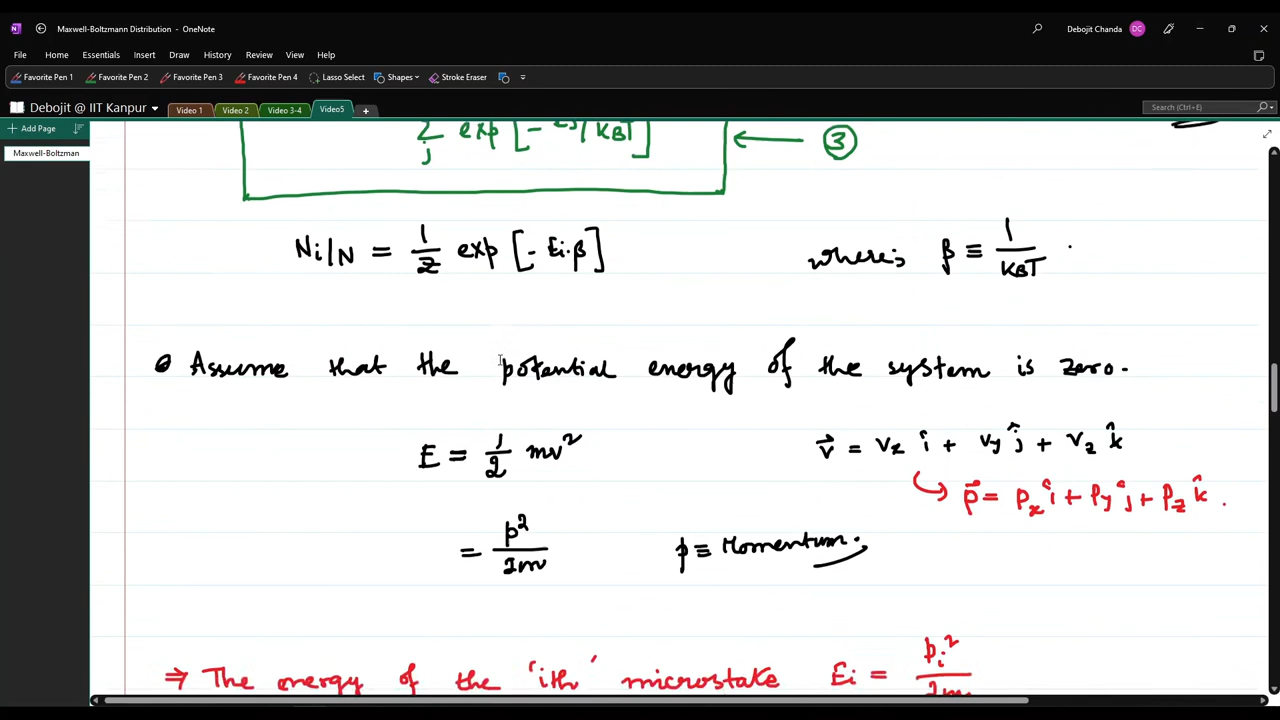 Maxwell-Boltzmann Distribution - OneNote
Debojit Chanda DC
File Home Essentials Insert Draw History Review View Help
Favorite Pen 1 Favorite Pen 2 Favorite Pen 3 Favorite Pen 4 Lasso Select Shapes Stroke Eraser
Debojit @ IIT Kanpur Video 1 Video 2 Video 3-4 Video5 + Search (Ctrl+E)
+ Add Page
Maxwell-Boltzman
∑j exp [- Ej/KBT] ← ③
Ni/N = 1/Z exp [- Ei.β] where's β ≡ 1/KBT .
Assume that the potential energy of the system is zero.
E = 1/2 mv² v⃗ = vx î + vy ĵ + vz k̂
p⃗ = px î + py ĵ + pz k̂ .
= p²/2m p ≡ Momentum.
⇒ The energy of the 'ith' microstate Ei = pi²/2m